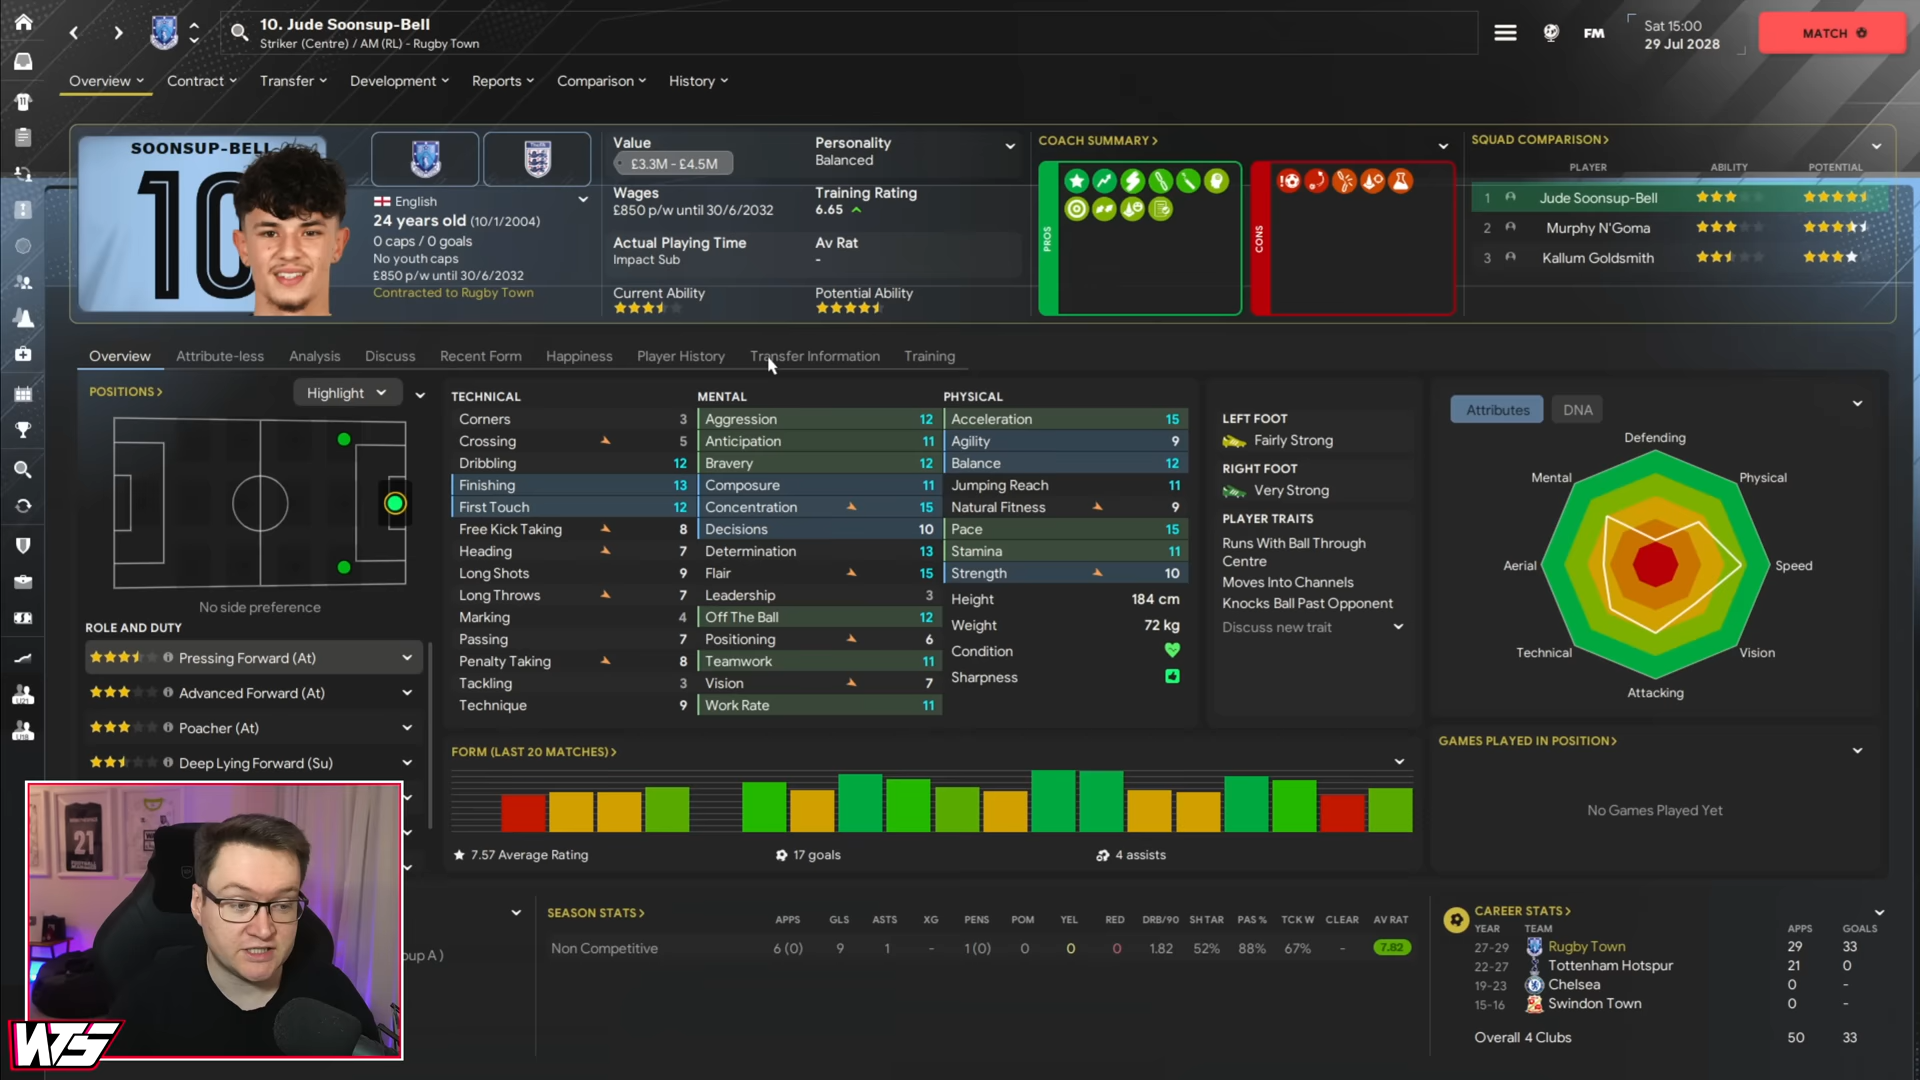 10. Jude Soonsup-Bell
Striker (Centre) / AM (RL) - Rugby Town
FM
Sat 15:00
29 Jul 2028
MATCH
Overview
Contract
Transfer
Development
Reports
Comparison
History
SOONSUP-BELL
10
English
24 years old (10/1/2004)
0 caps / 0 goals
No youth caps
£850 p/w until 30/6/2032
Contracted to Rugby Town
Value
£3.3M - £4.5M
Personality
Balanced
Wages
£850 p/w until 30/6/2032
Training Rating
6.65
Actual Playing Time
Impact Sub
Av Rat
-
Current Ability
Potential Ability
COACH SUMMARY >
PROS
CONS
SQUAD COMPARISON >
PLAYER ABILITY POTENTIAL
1 Jude Soonsup-Bell
2 Murphy N'Goma
3 Kallum Goldsmith
Overview
Attribute-less
Analysis
Discuss
Recent Form
Happiness
Player History
Transfer Information
Training
POSITIONS >
Highlight
No side preference
ROLE AND DUTY
Pressing Forward (At)
Advanced Forward (At)
Poacher (At)
Deep Lying Forward (Su)
TECHNICAL
Corners 3
Crossing 5
Dribbling 12
Finishing 13
First Touch 12
Free Kick Taking 8
Heading 7
Long Shots 9
Long Throws 7
Marking 4
Passing 7
Penalty Taking 8
Tackling 3
Technique 9
MENTAL
Aggression 12
Anticipation 11
Bravery 12
Composure 11
Concentration 15
Decisions 10
Determination 13
Flair 15
Leadership 3
Off The Ball 12
Positioning 6
Teamwork 11
Vision 7
Work Rate 11
PHYSICAL
Acceleration 15
Agility 9
Balance 12
Jumping Reach 11
Natural Fitness 9
Pace 15
Stamina 11
Strength 10
Height 184 cm
Weight 72 kg
Condition
Sharpness
LEFT FOOT
Fairly Strong
RIGHT FOOT
Very Strong
PLAYER TRAITS
Runs With Ball Through
Centre
Moves Into Channels
Knocks Ball Past Opponent
Discuss new trait
Attributes
DNA
Defending
Physical
Speed
Vision
Attacking
Technical
Aerial
Mental
FORM (LAST 20 MATCHES) >
7.57 Average Rating
17 goals
4 assists
GAMES PLAYED IN POSITION >
No Games Played Yet
21
oup A )
WTS
SEASON STATS >
APPS GLS ASTS XG PENS POM YEL RED DRB/90 SH TAR PAS % TCK W CLEAR AV RAT
Non Competitive 6 (0) 9 1 - 1 (0) 0 0 0 1.82 52% 88% 67% - 7.82
CAREER STATS >
YEAR TEAM APPS GOALS
27-29 Rugby Town 29 33
22-27 Tottenham Hotspur 21 0
19-23 Chelsea 0 -
15-16 Swindon Town 0 -
Overall 4 Clubs 50 33